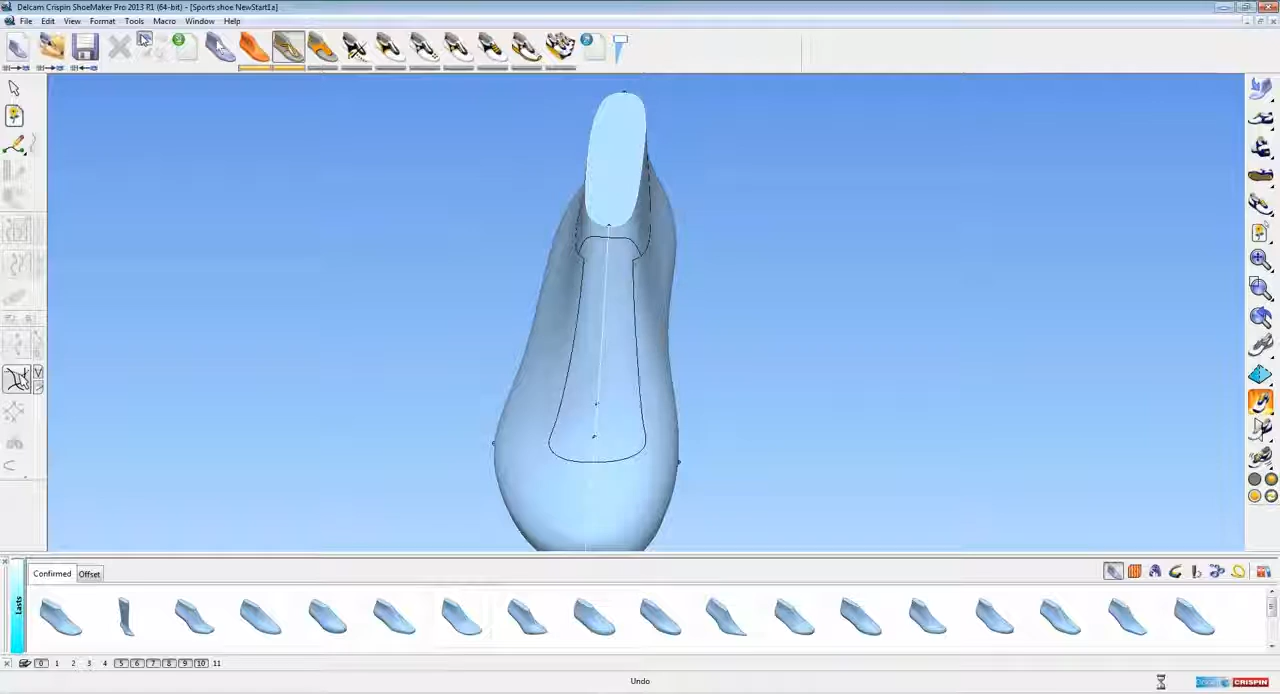 Delcam Crispin ShoeMaker Pro 2013 R1 (64-bit) - [Sports shoe NewStart1a]
File Edit View Format Tools Macro Window Help
Confirmed Offset
Lasts
0 1 2 3 4 5 6 7 8 9 10 11
Undo
CRISPIN